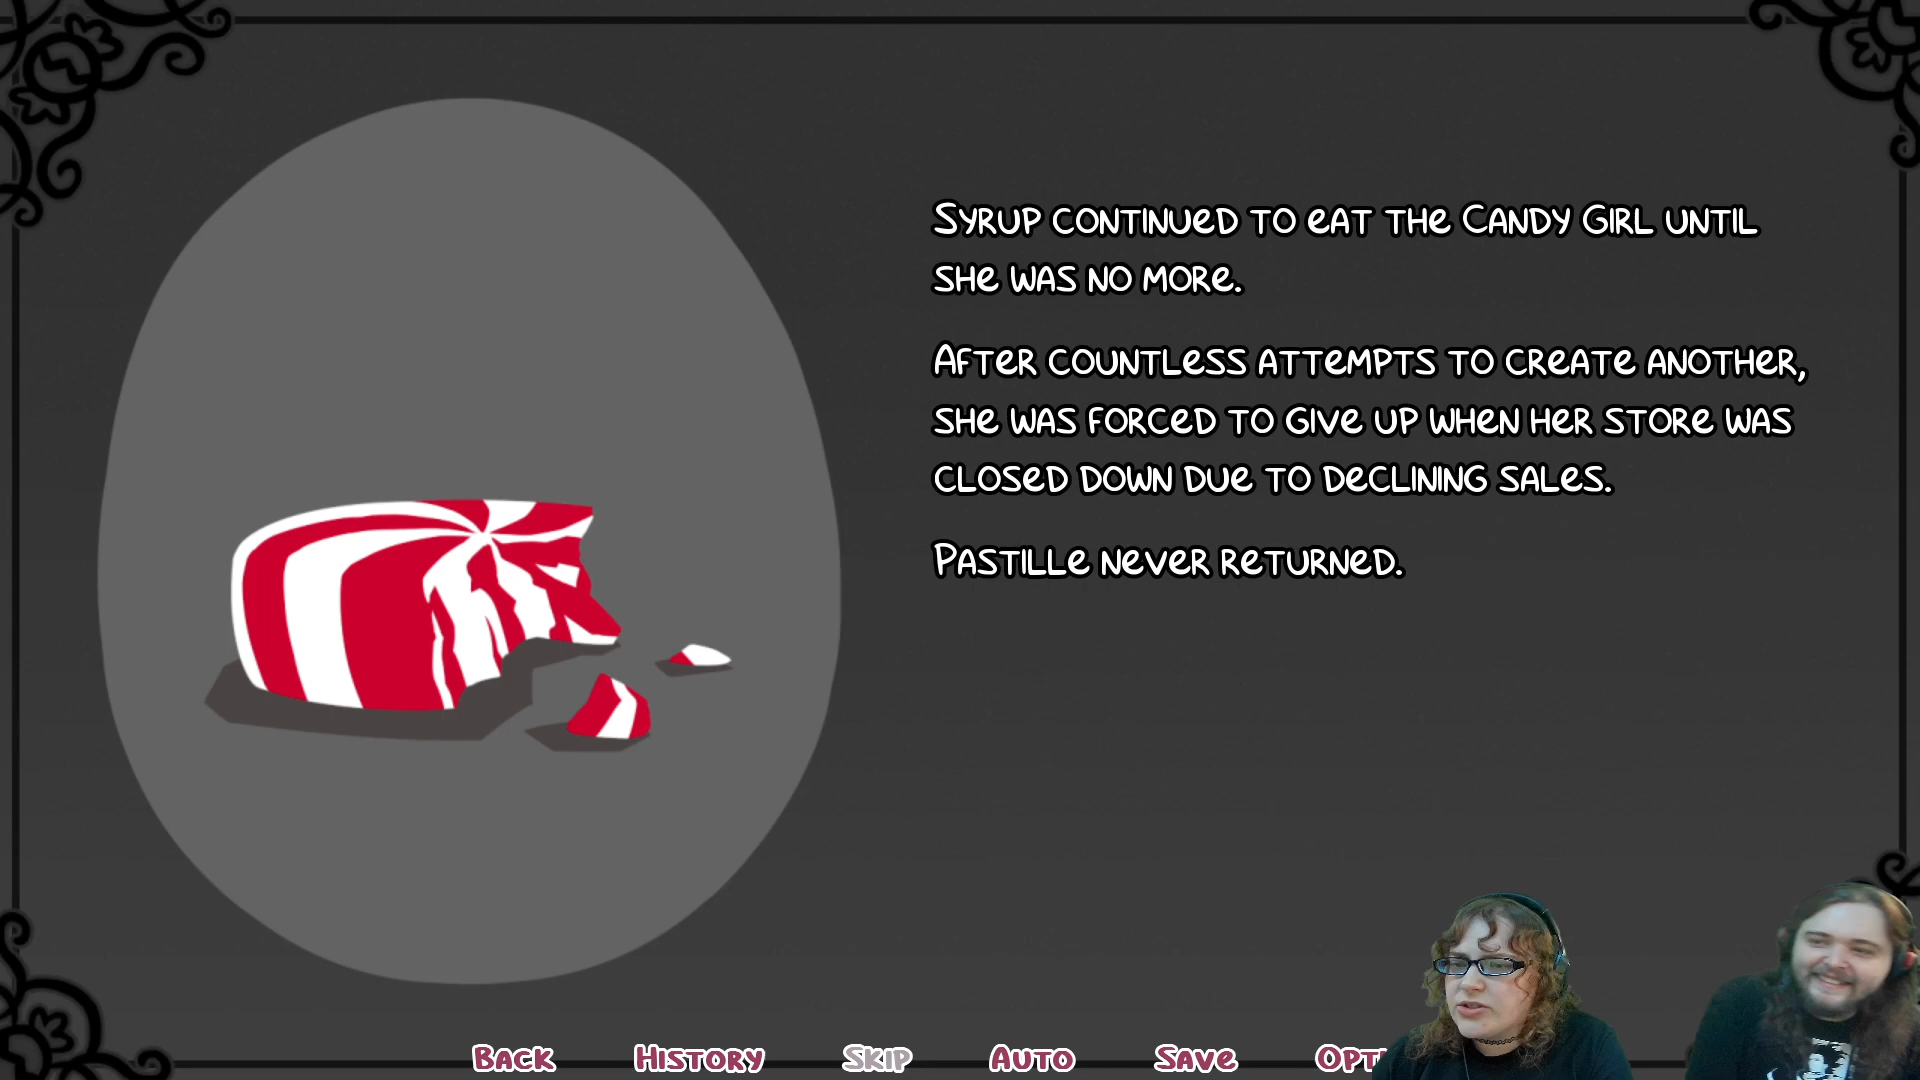 Syrup continued to eat the Candy Girl until
she was no more.
After countless attempts to create another,
she was forced to give up when her store was
closed down due to declining sales.
Pastille never returned.
Back History Skip Auto Save Opt